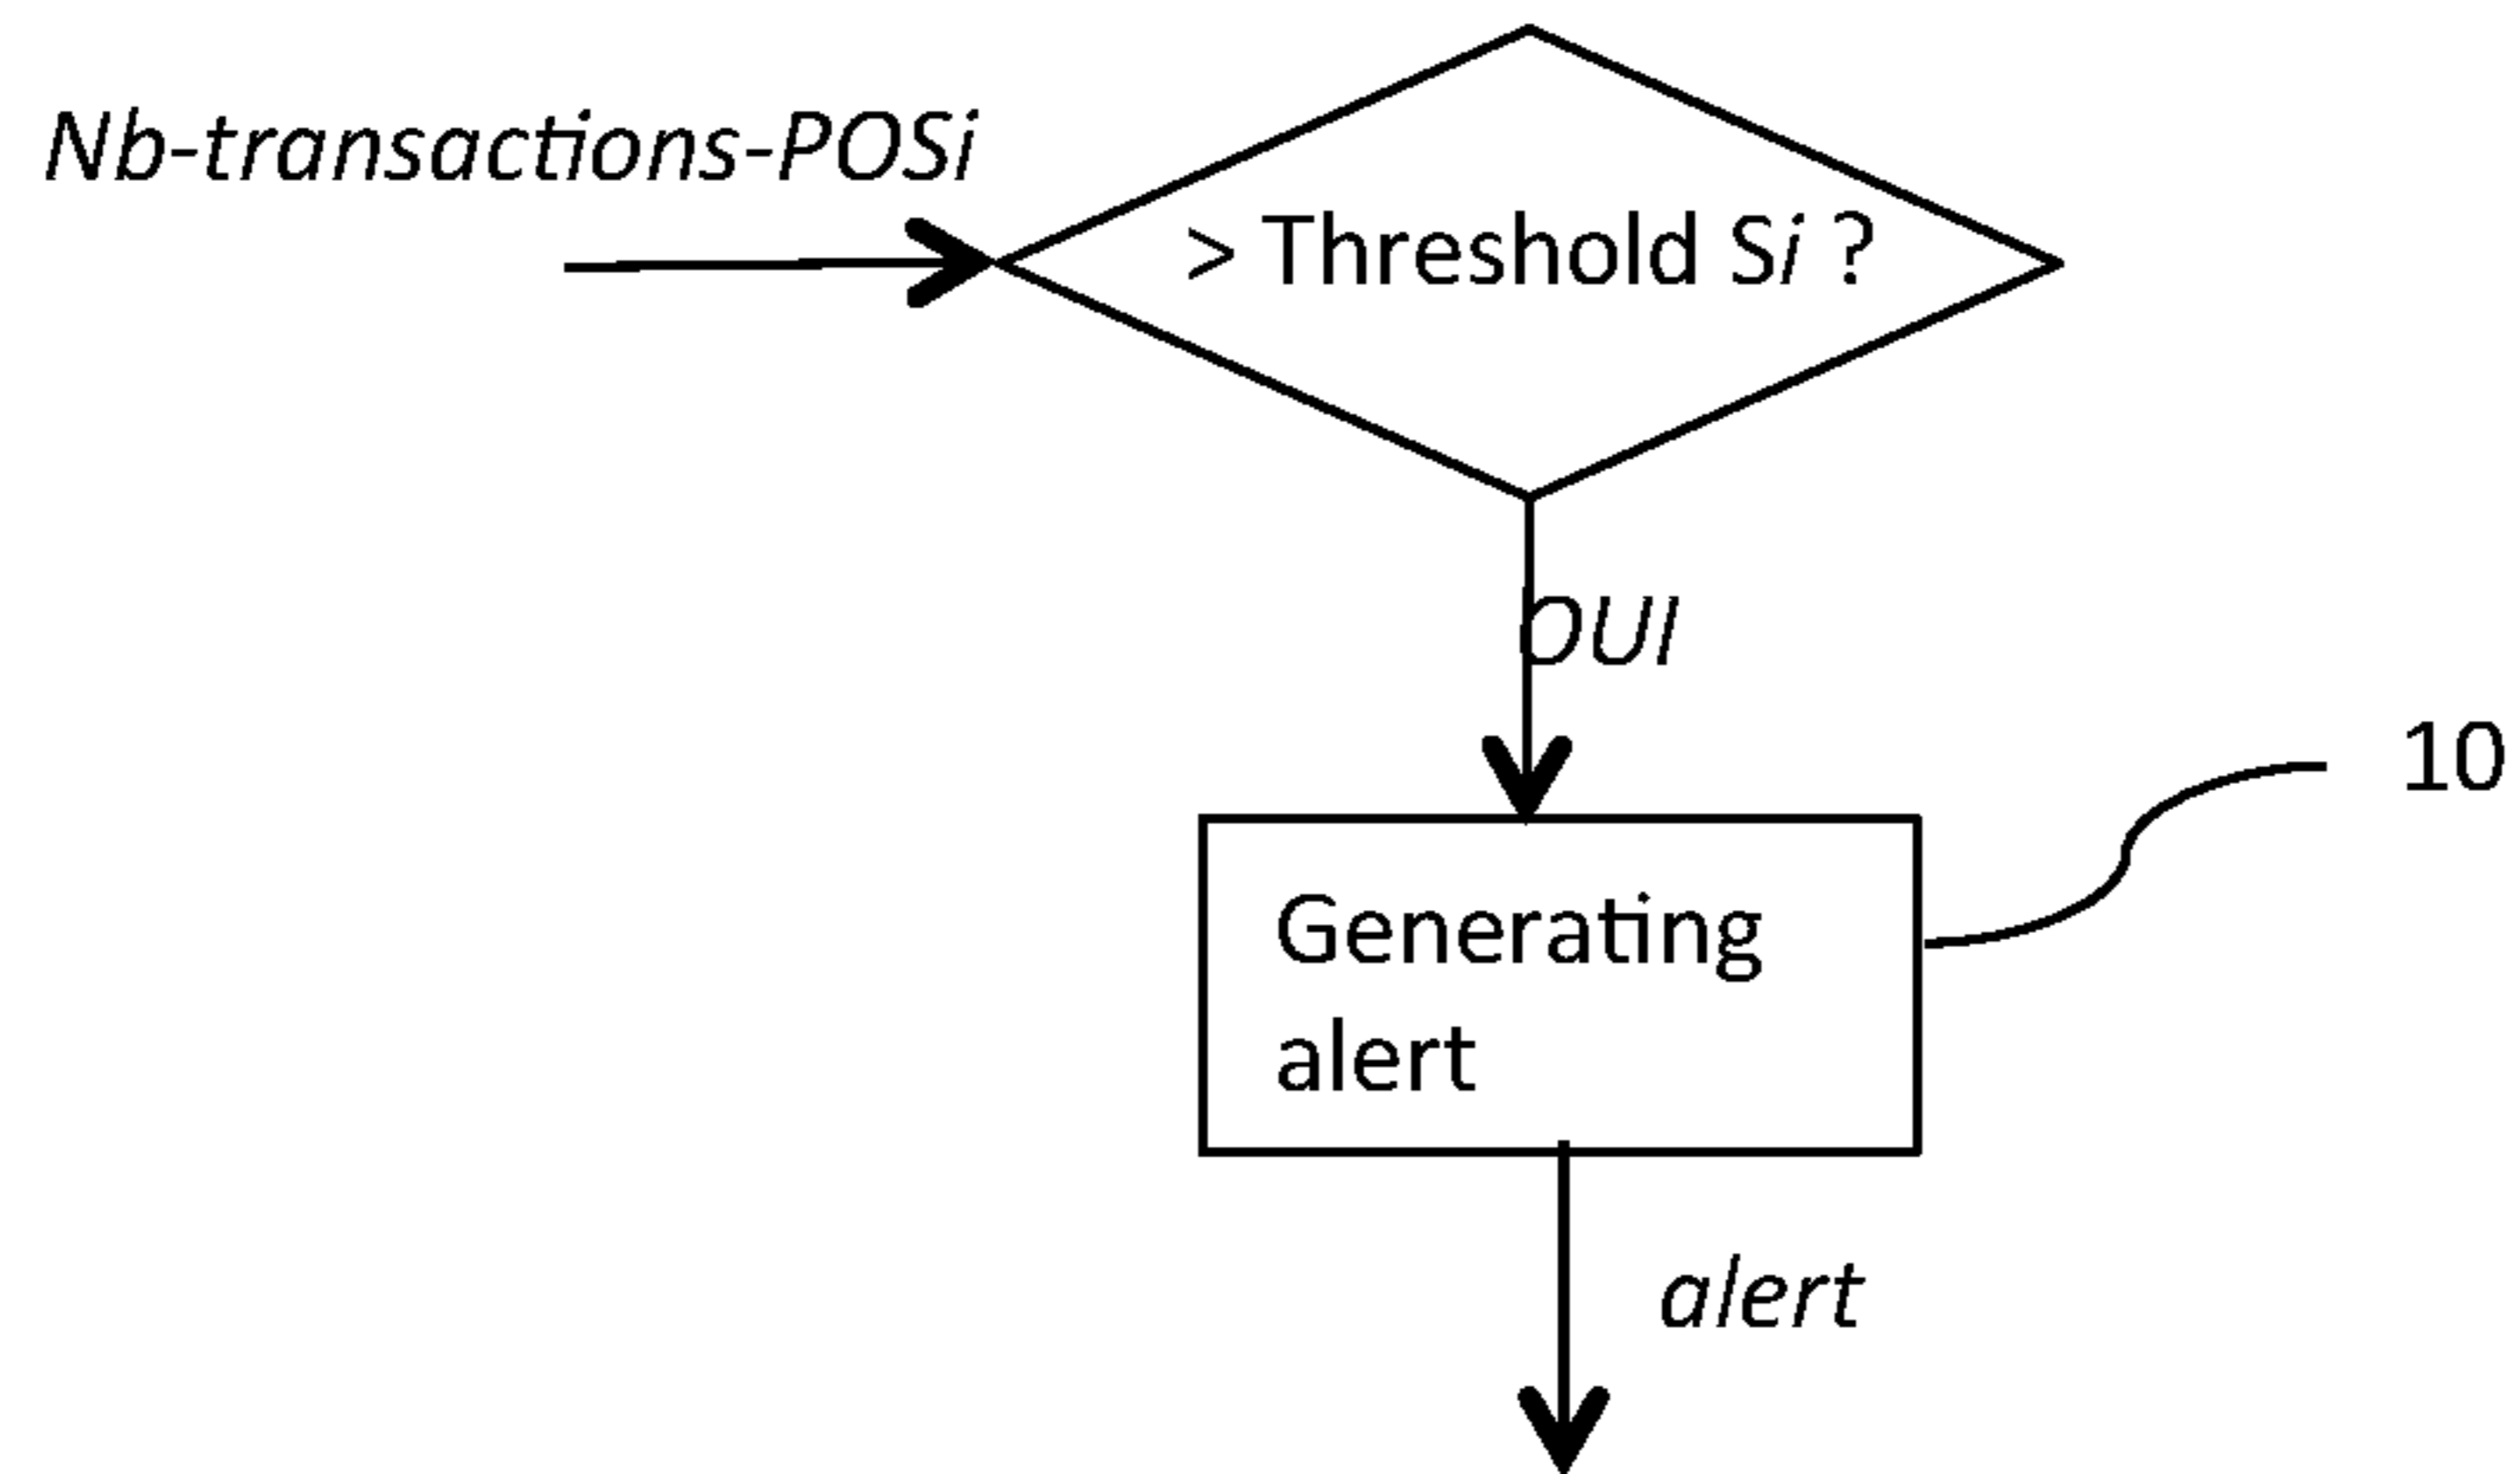 Nb-transactions-POSi
> Threshold Si ?
OUI
10
Generating
alert
alert